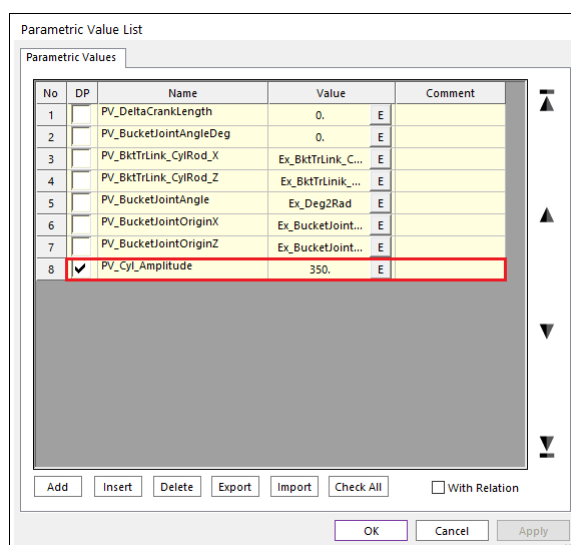 Parametric Value List
Parametric Values
No DP Name Value Comment
1 PV_DeltaCrankLength 0. E
2 PV_BucketJointAngleDeg 0. E
3 PV_BktTrLink_CylRod_X Ex_BktTrLink_C... E
4 PV_BktTrLink_CylRod_Z Ex_BktTrLinik_... E
5 PV_BucketJointAngle Ex_Deg2Rad E
6 PV_BucketJointOriginX Ex_BucketJoint... E
7 PV_BucketJointOriginZ Ex_BucketJoint... E
8 PV_Cyl_Amplitude 350. E
Add Insert Delete Export Import Check All With Relation
OK Cancel Apply